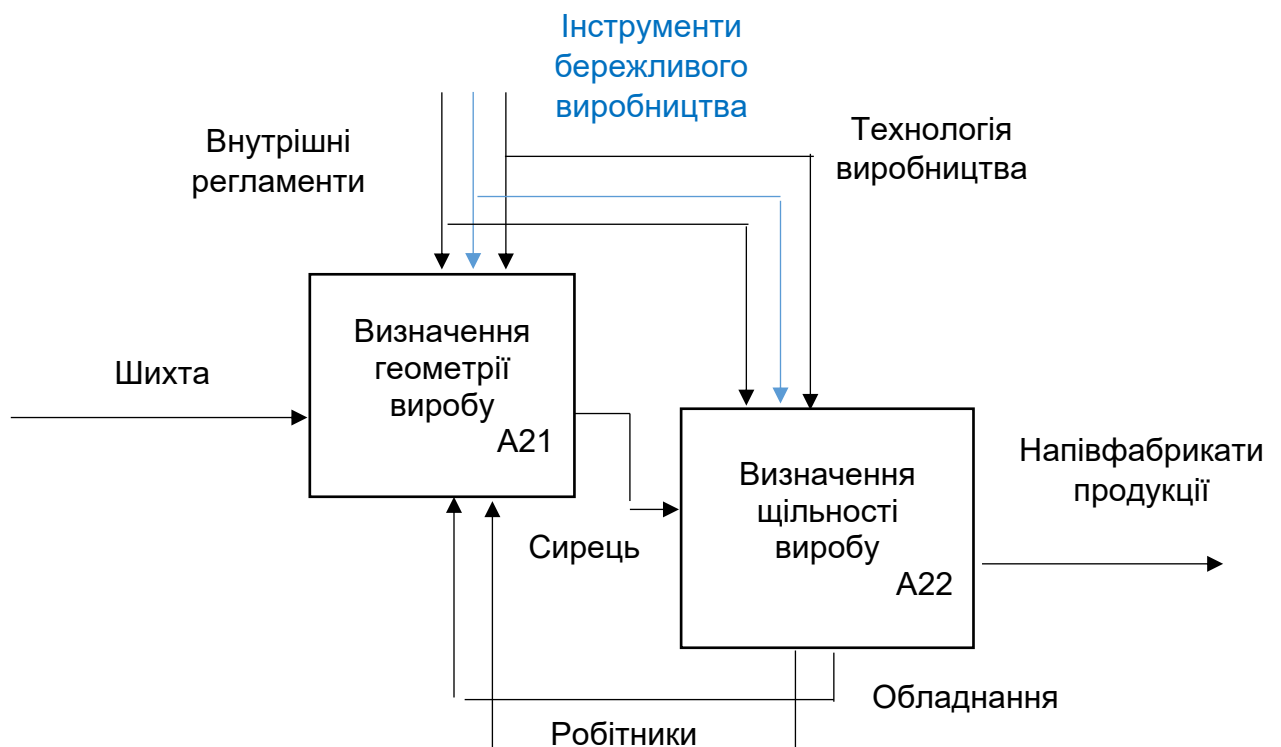 Інструменти
бережливого
виробництва
Внутрішні
регламенти
Технологія
виробництва
Шихта
Визначення
геометрії
виробу
А21
Сирець
Визначення
щільності
виробу
А22
Напівфабрикати
продукції
Обладнання
Робітники